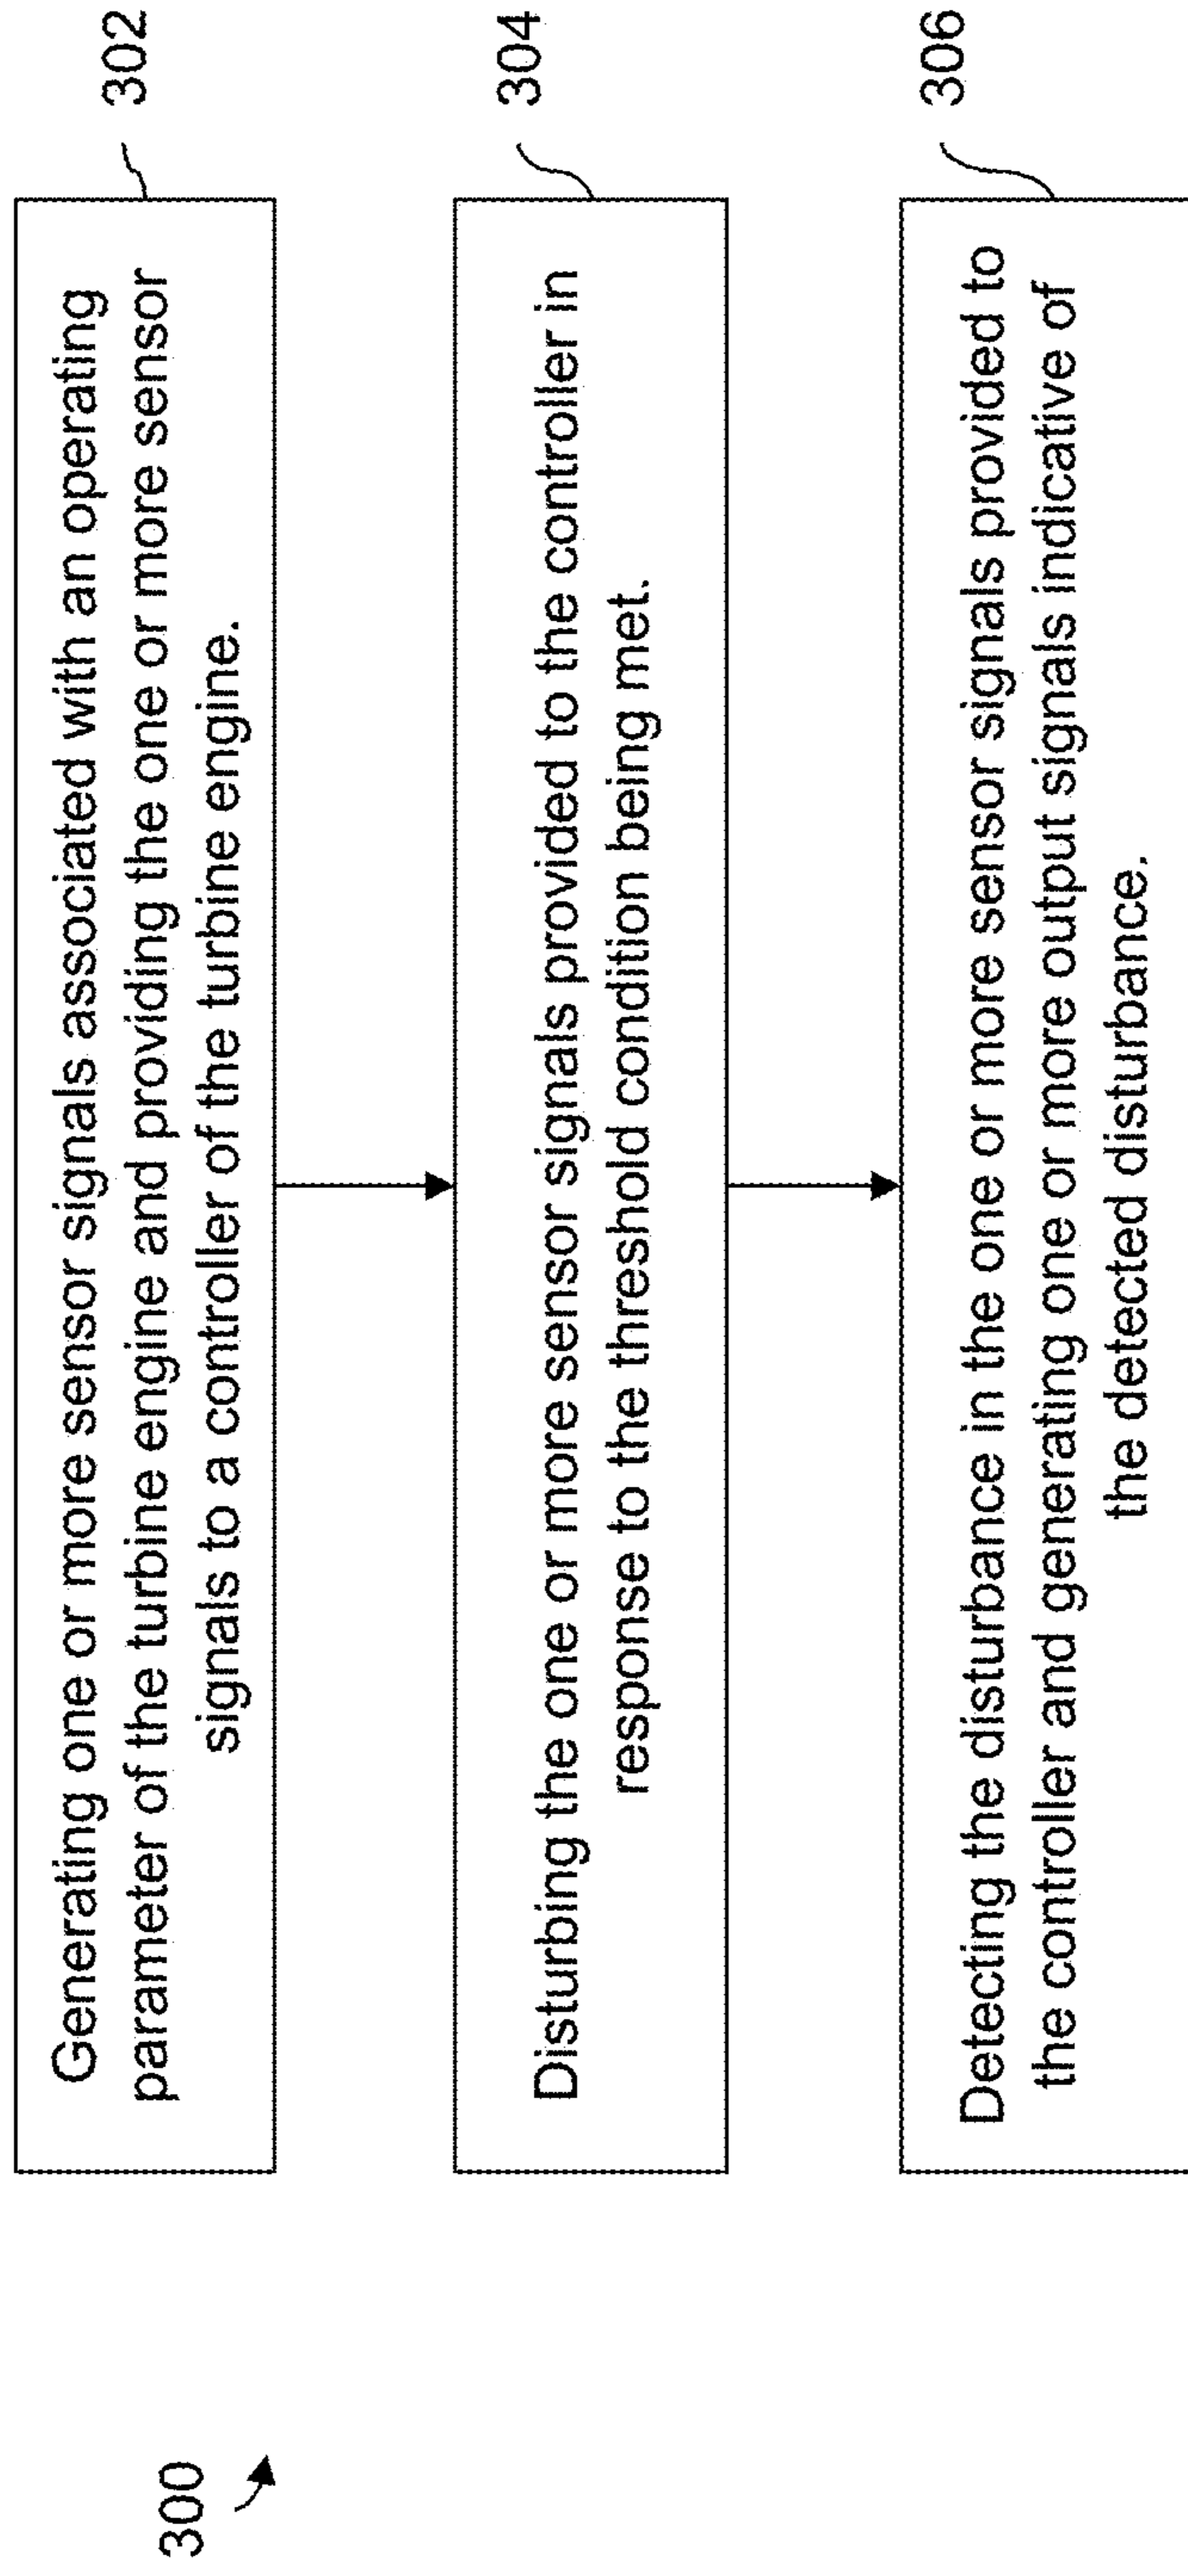 300
Generating one or more sensor signals associated with an operating
parameter of the turbine engine and providing the one or more sensor
signals to a controller of the turbine engine.
302
Disturbing the one or more sensor signals provided to the controller in
response to the threshold condition being met.
304
Detecting the disturbance in the one or more sensor signals provided to
the controller and generating one or more output signals indicative of
the detected disturbance.
306